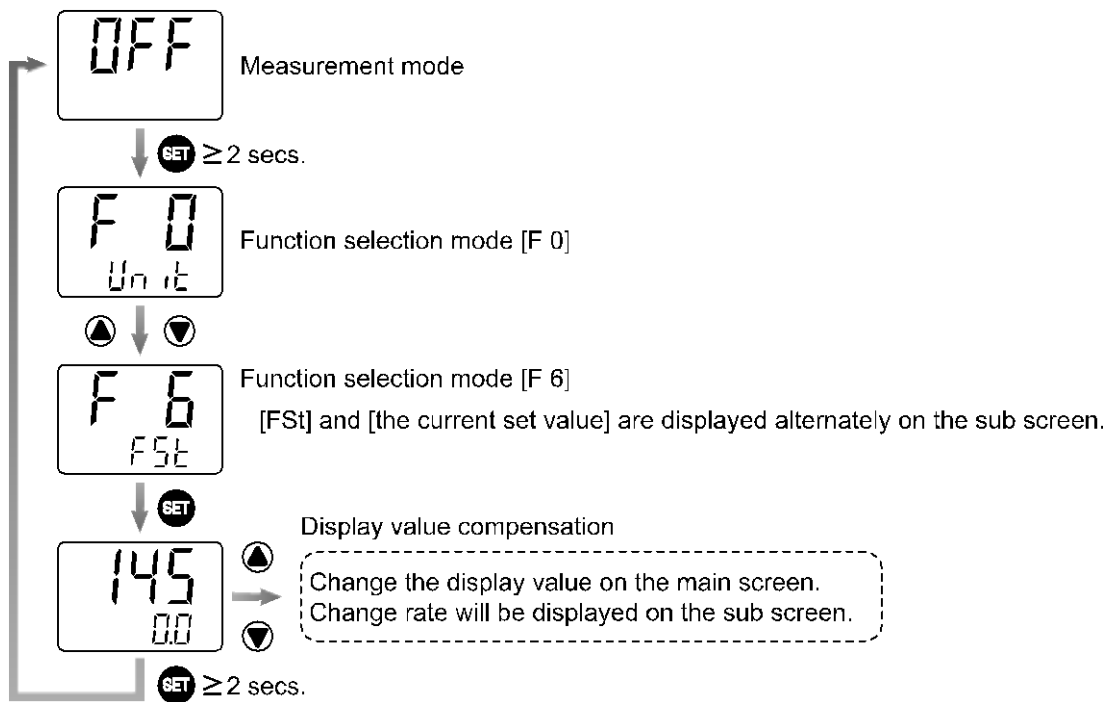 OFF
Measurement mode
SET ≥2 secs.
F 0
Unit
Function selection mode [F 0]
F 6
FSt
Function selection mode [F 6]
[FSt] and [the current set value] are displayed alternately on the sub screen.
SET
145
0.0
Display value compensation
Change the display value on the main screen.
Change rate will be displayed on the sub screen.
SET ≥2 secs.